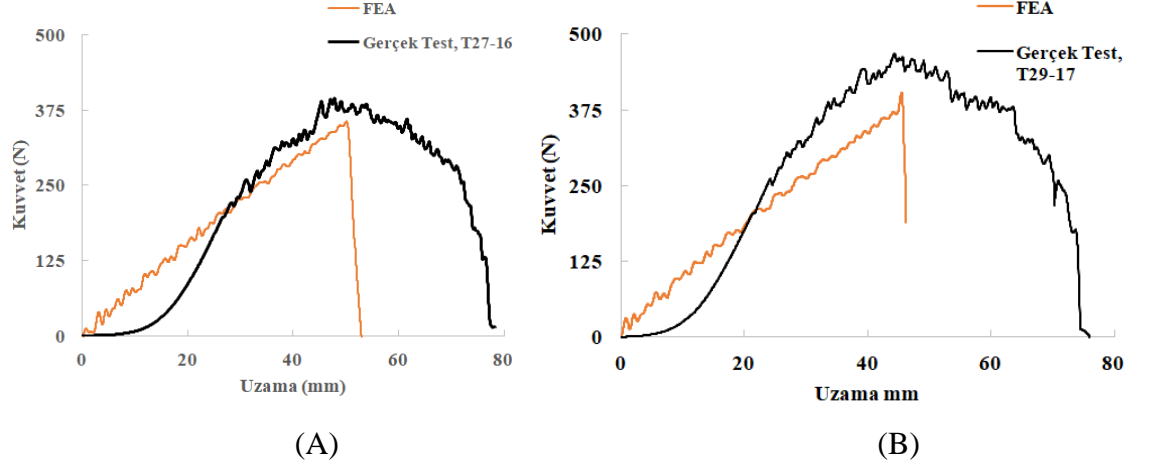 FEA
Gerçek Test, T27-16
500
375
250
125
0
0 20 40 60 80
Kuvvet (N)
Uzama (mm)
(A)
FEA
Gerçek Test,
T29-17
500
375
250
125
0
0 20 40 60 80
Kuvvet (N)
Uzama mm
(B)